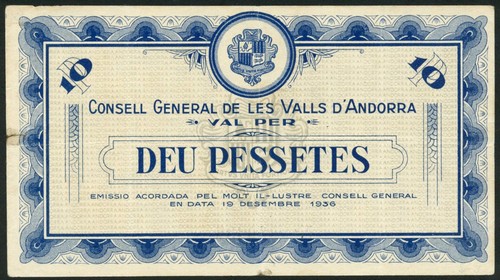 10
10
CONSELL GENERAL DE LES VALLS D'ANDORRA
VAL PER
DEU PESSETES
EMISSIO ACORDADA PEL MOLT IL-LUSTRE CONSELL GENERAL
EN DATA 19 DESEMBRE 1936